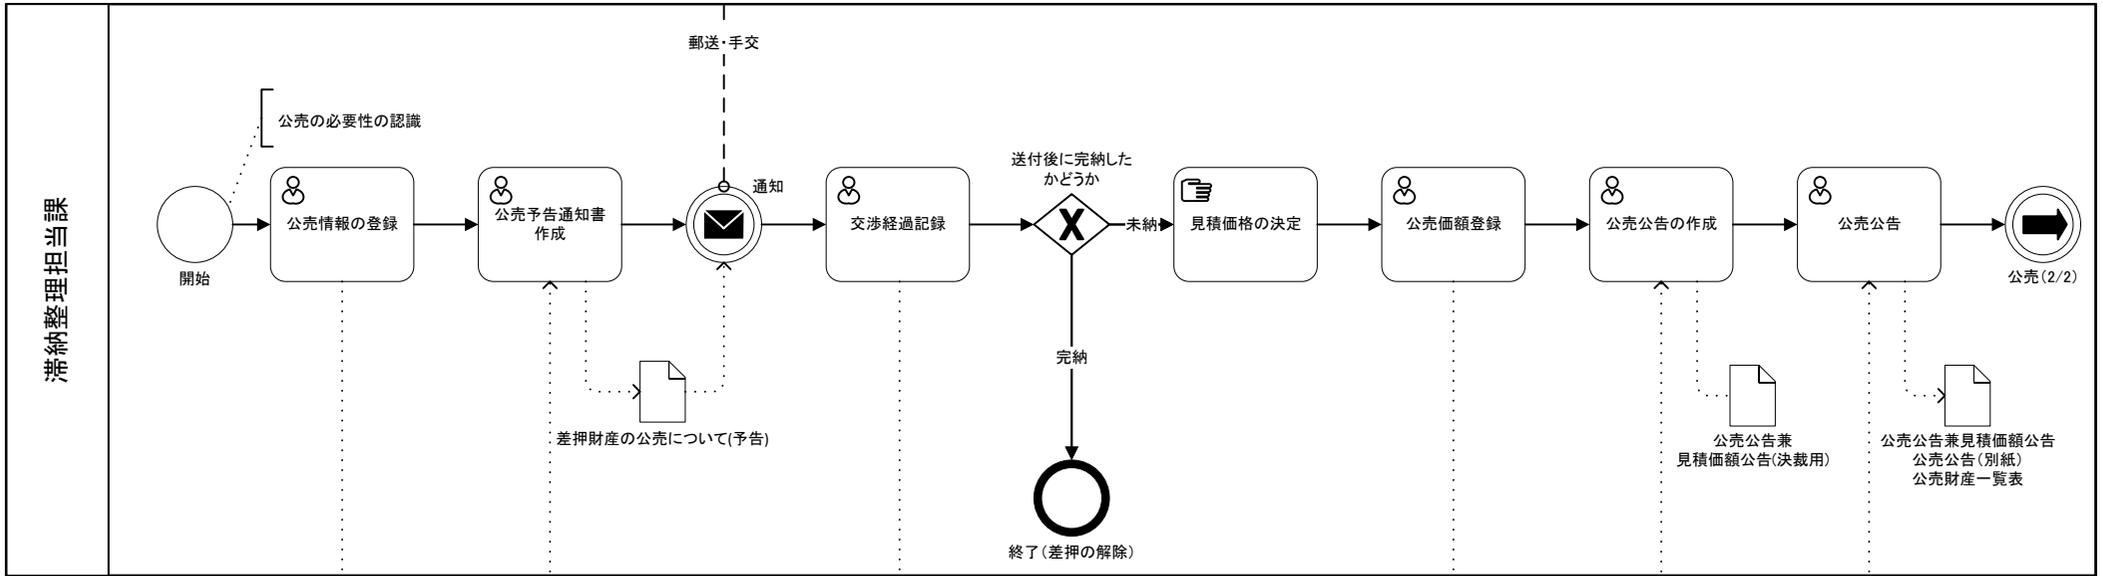 滞納整理担当課
郵送・手交
公売の必要性の認識
開始
公売情報の登録
公売予告通知書
作成
通知
交渉経過記録
送付後に完納した
かどうか
未納
見積価格の決定
公売価額登録
公売公告の作成
公売公告
公売(2/2)
完納
差押財産の公売について(予告)
公売公告兼
見積価額公告(決裁用)
公売公告兼見積価額公告
公売公告(別紙)
公売財産一覧表
終了(差押の解除)